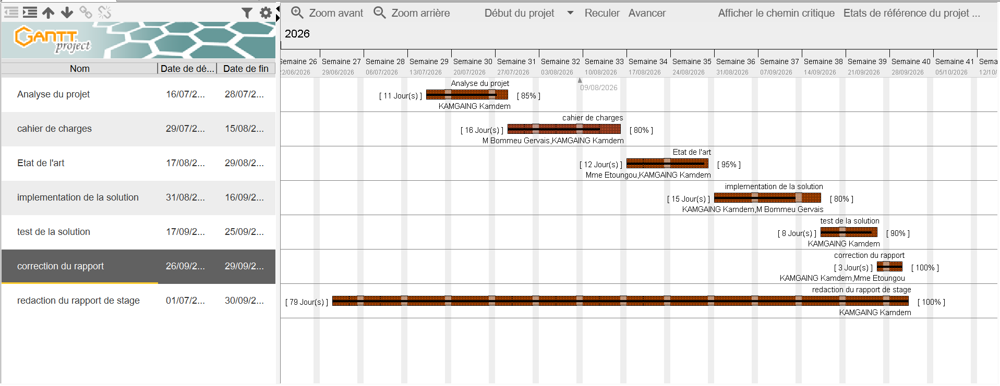 Zoom avant Zoom arrière Début du projet Reculer Avancer Afficher le chemin critique Etats de référence du projet ...
GANTT
project
2026
Nom Date de dé... Date de fin
Semaine 26 Semaine 27 Semaine 28 Semaine 29 Semaine 30 Semaine 31 Semaine 32 Semaine 33 Semaine 34 Semaine 35 Semaine 36 Semaine 37 Semaine 38 Semaine 39 Semaine 40 Semaine 41 Sema
22/06/2026 29/06/2026 06/07/2026 13/07/2026 20/07/2026 27/07/2026 03/08/2026 10/08/2026 17/08/2026 24/08/2026 31/08/2026 07/09/2026 14/09/2026 21/09/2026 28/09/2026 05/10/2026 12/10/
09/08/2026
Analyse du projet 16/07/2... 28/07/2...
Analyse du projet
[ 11 Jour(s) ] [ 85% ]
KAMGAING Kamdem
cahier de charges 29/07/2... 15/08/2...
cahier de charges
[ 16 Jour(s) ] [ 80% ]
M Bommeu Gervais,KAMGAING Kamdem
Etat de l'art 17/08/2... 29/08/2...
Etat de l'art
[ 12 Jour(s) ] [ 95% ]
Mme Etoungou,KAMGAING Kamdem
implementation de la solution 31/08/2... 16/09/2...
implementation de la solution
[ 15 Jour(s) ] [ 80% ]
KAMGAING Kamdem,M Bommeu Gervais
test de la solution 17/09/2... 25/09/2...
test de la solution
[ 8 Jour(s) ] [ 90% ]
KAMGAING Kamdem
correction du rapport 26/09/2... 29/09/2...
correction du rapport
[ 3 Jour(s) ] [ 100% ]
KAMGAING Kamdem,Mme Etoungou
redaction du rapport de stage 01/07/2... 30/09/2...
redaction du rapport de stage
[ 79 Jour(s) ] [ 100% ]
KAMGAING Kamdem